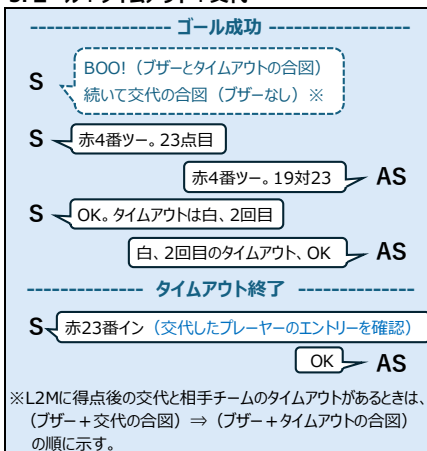 ------------------ ゴール成功 ------------------
BOO!（ブザーとタイムアウトの合図）
S
続いて交代の合図（ブザーなし）※
S 赤4番ツー。23点目
赤4番ツー。19対23 AS
S OK。タイムアウトは白、2回目
白、2回目のタイムアウト、OK AS
-------------- タイムアウト終了 --------------
S 赤23番イン（交代したプレーヤーのエントリーを確認）
OK AS
※L2Mに得点後の交代と相手チームのタイムアウトがあるときは、
（ブザー＋交代の合図）⇒（ブザー＋タイムアウトの合図）
の順に示す。